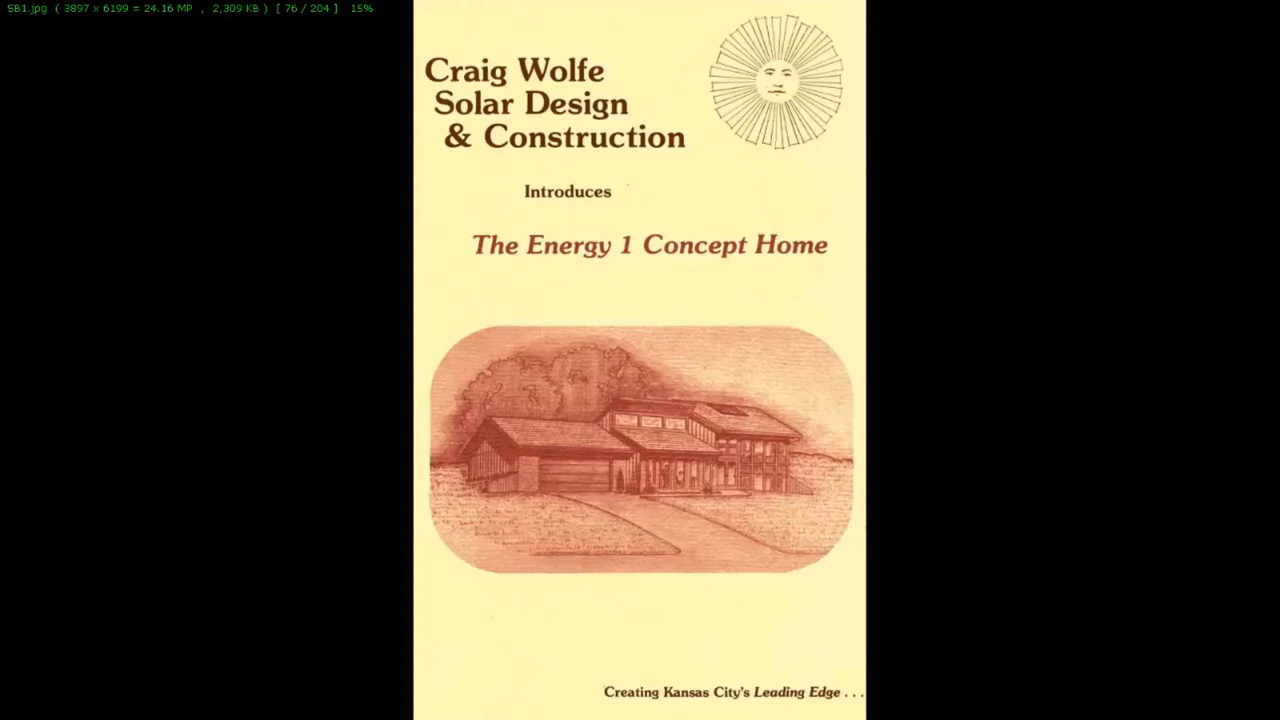 SB1.jpg ( 3897 x 6199 = 24.16 MP , 2,309 KB ) [ 76 / 204 ] 15%
Craig Wolfe
Solar Design
& Construction
Introduces
The Energy 1 Concept Home
Creating Kansas City's Leading Edge . . .